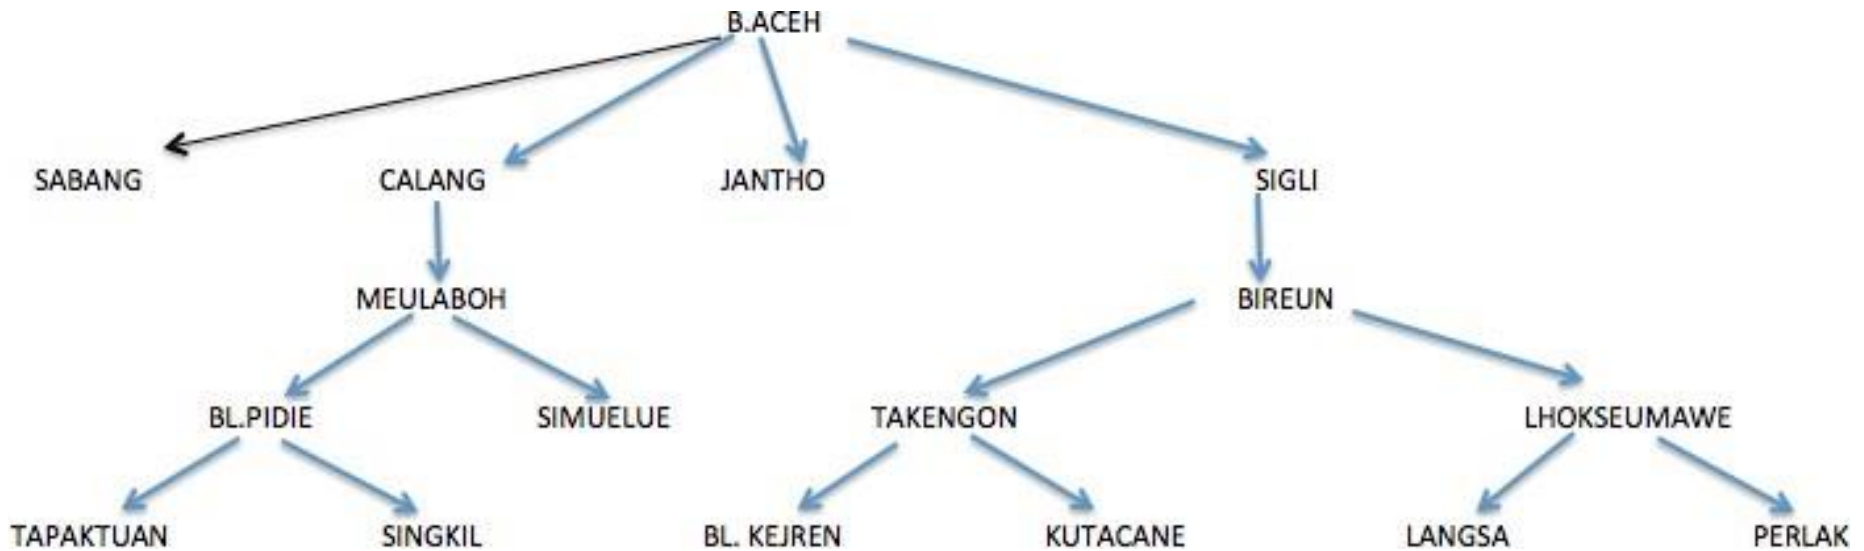 B.ACEH
SABANG CALANG JANTHO SIGLI
MEULABOH BIREUN
BL.PIDIE SIMUELUE TAKENGON LHOKSEUMAWE
TAPAKTUAN SINGKIL BL. KEJREN KUTACANE LANGSA PERLAK